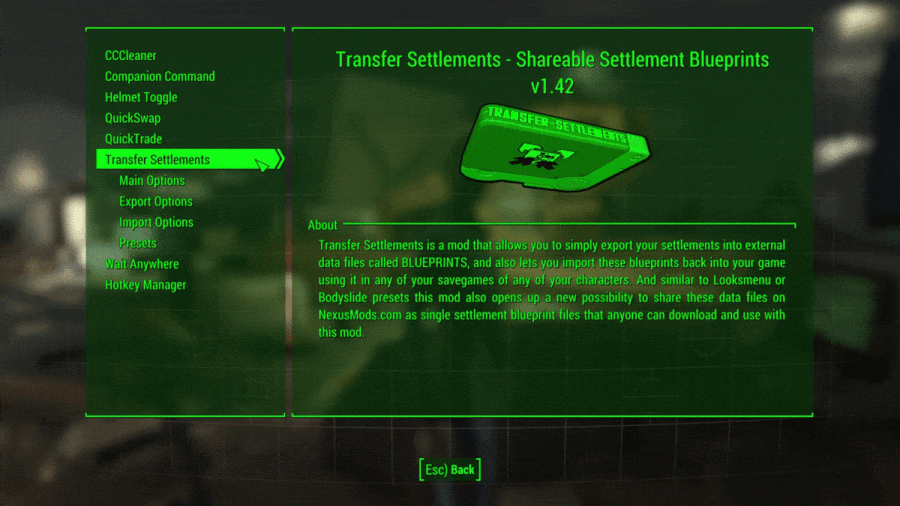 CCCleaner
Companion Command
Helmet Toggle
QuickSwap
QuickTrade
Transfer Settlements
Main Options
Export Options
Import Options
Presets
Wait Anywhere
Hotkey Manager
Transfer Settlements - Shareable Settlement Blueprints
v1.42
TRANSFER-SETTLEMENTS
About
Transfer Settlements is a mod that allows you to simply export your settlements into external
data files called BLUEPRINTS, and also lets you import these blueprints back into your game
using it in any of your savegames of any of your characters. And similar to Looksmenu or
Bodyslide presets this mod also opens up a new possibility to share these data files on
NexusMods.com as single settlement blueprint files that anyone can download and use with
this mod.
Esc) Back